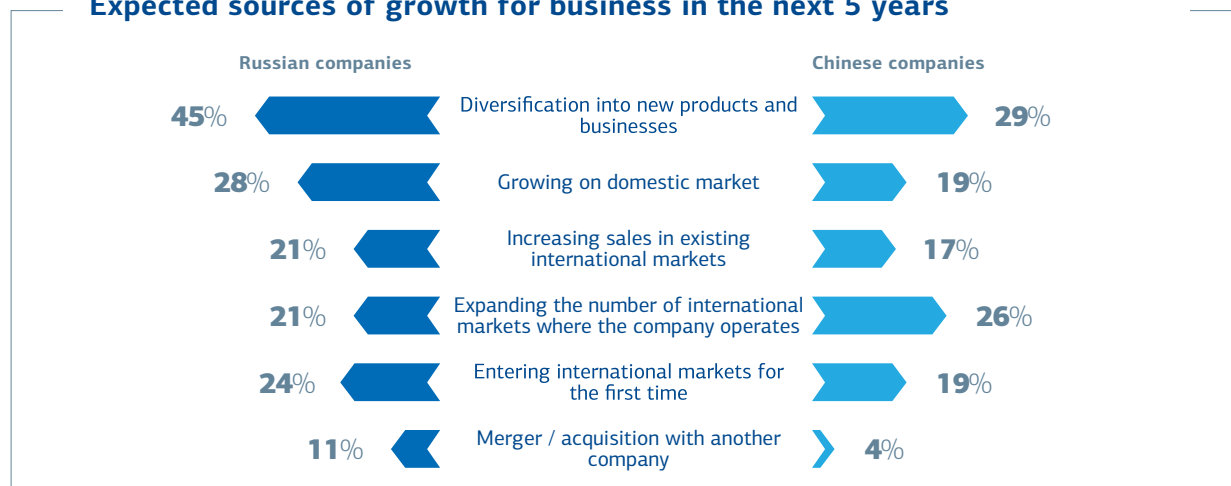 Expected sources of growth for business in the next 5 years
Russian companies
Chinese companies
45%
Diversification into new products and
businesses
29%
28%
Growing on domestic market
19%
21%
Increasing sales in existing
international markets
17%
21%
Expanding the number of international
markets where the company operates
26%
24%
Entering international markets for
the first time
19%
11%
Merger / acquisition with another
company
4%